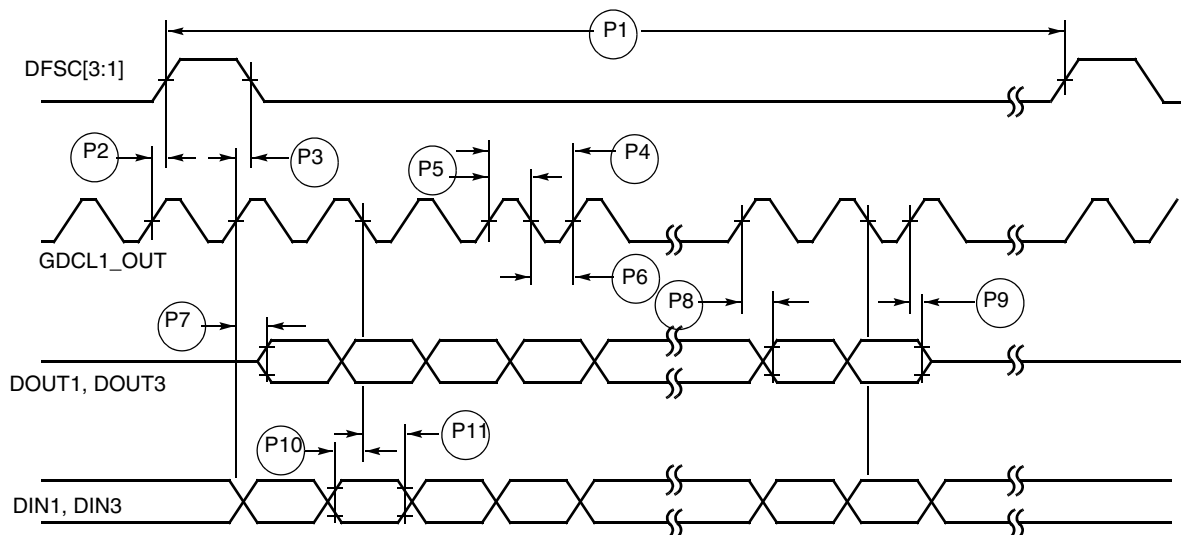 P1
DFSC[3:1]
P2
P3
P5
P4
GDCL1_OUT
P6
P7
P8
P9
DOUT1, DOUT3
P10
P11
DIN1, DIN3